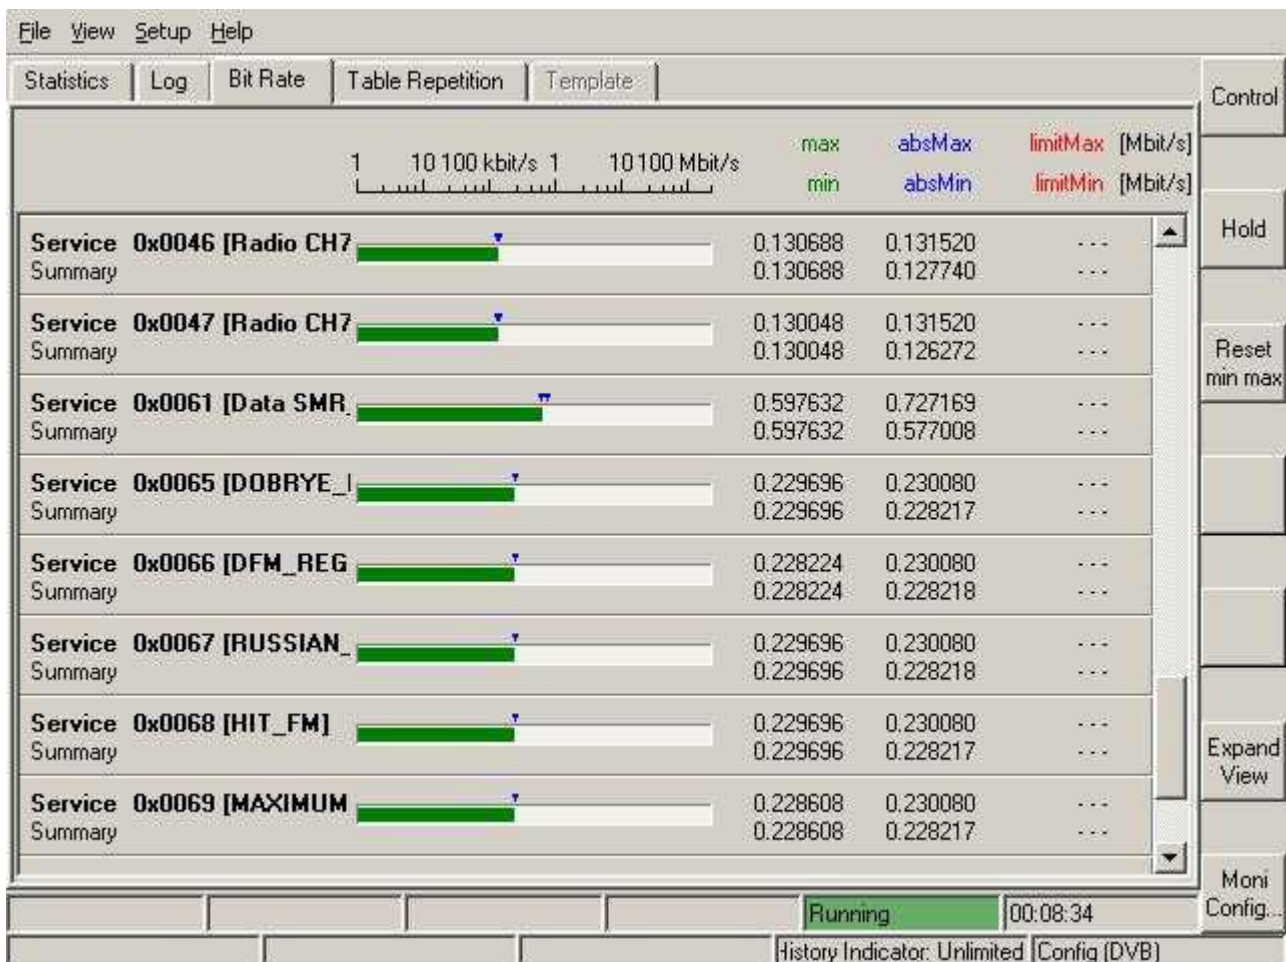 File View Setup Help
Statistics Log Bit Rate Table Repetition Template
Control
max absMax limitMax [Mbit/s]
1 10 100 kbit/s 1 10 100 Mbit/s
min absMin limitMin [Mbit/s]
Service 0x0046 [Radio CH7 0.130688 0.131520 ---
Summary 0.130688 0.127740 ---
Hold
Service 0x0047 [Radio CH7 0.130048 0.131520 ---
Summary 0.130048 0.126272 ---
Reset
min max
Service 0x0061 [Data SMR_ 0.597632 0.727169 ---
Summary 0.597632 0.577008 ---
Service 0x0065 [DOBRYE_ 0.229696 0.230080 ---
Summary 0.229696 0.228217 ---
Service 0x0066 [DFM_REG 0.228224 0.230080 ---
Summary 0.228224 0.228218 ---
Service 0x0067 [RUSSIAN_ 0.229696 0.230080 ---
Summary 0.229696 0.228218 ---
Service 0x0068 [HIT_FM] 0.229696 0.230080 ---
Summary 0.229696 0.228217 ---
Expand
View
Service 0x0069 [MAXIMUM 0.228608 0.230080 ---
Summary 0.228608 0.228217 ---
Moni
Config...
Running 00:08:34
History Indicator: Unlimited Config (DVB)